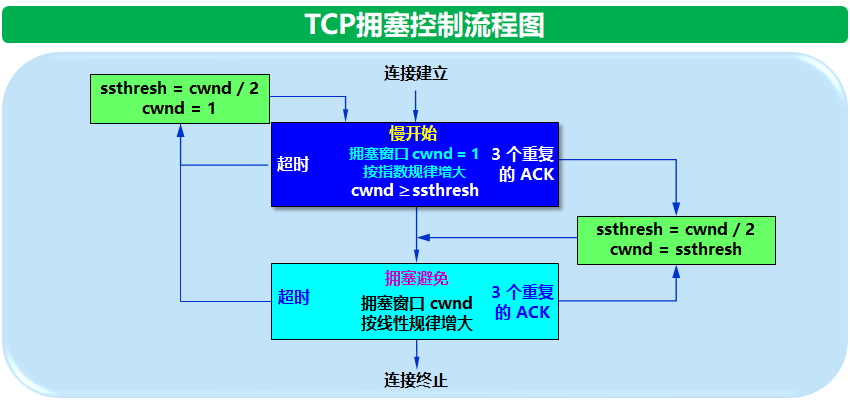 TCP拥塞控制流程图
连接建立
ssthresh = cwnd / 2
cwnd = 1
慢开始
超时
拥塞窗口 cwnd = 1
按指数规律增大
cwnd ≥ssthresh
3 个重复
的 ACK
ssthresh = cwnd / 2
cwnd = ssthresh
拥塞避免
超时
拥塞窗口 cwnd
按线性规律增大
3 个重复
的 ACK
连接终止